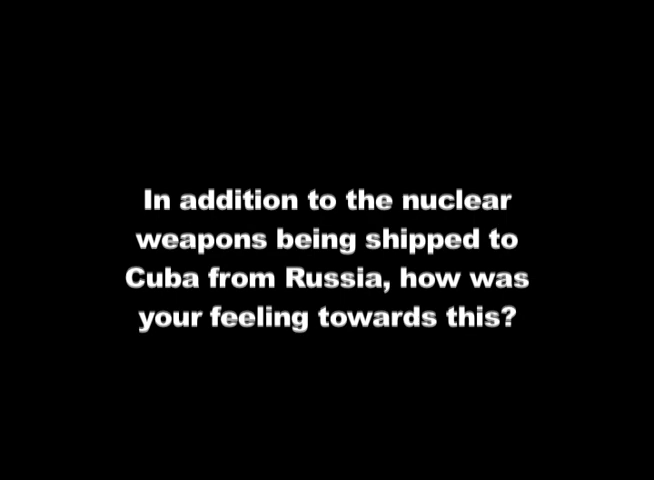 In addition to the nuclear
weapons being shipped to
Cuba from Russia, how was
your feeling towards this?